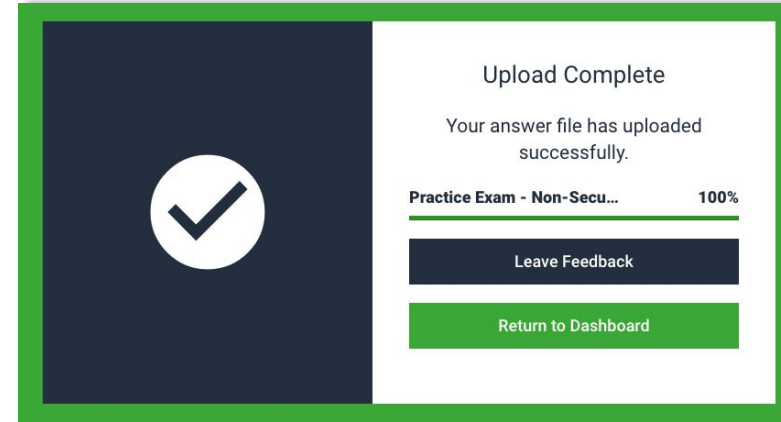 Upload Complete
Your answer file has uploaded
successfully.
Practice Exam - Non-Secu... 100%
Leave Feedback
Return to Dashboard